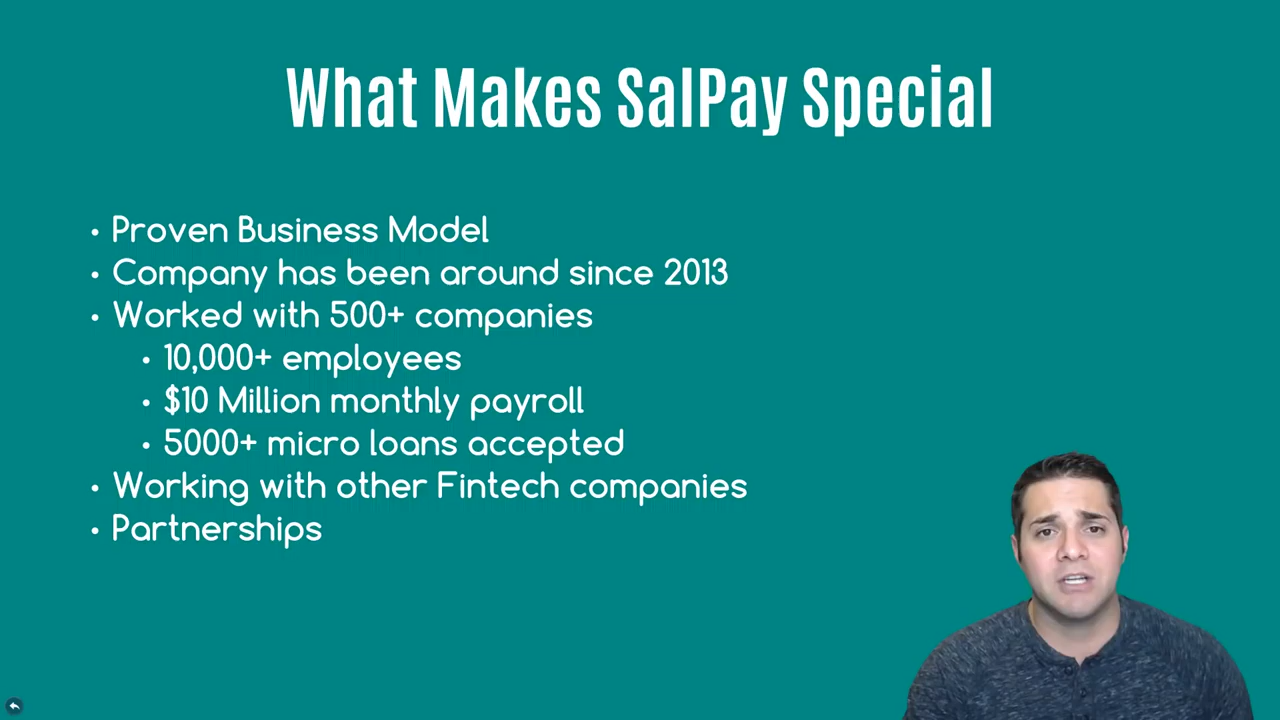 What Makes SalPay Special
• Proven Business Model
• Company has been around since 2013
• Worked with 500+ companies
• 10,000+ employees
• $10 Million monthly payroll
• 5000+ micro loans accepted
• Working with other Fintech companies
• Partnerships